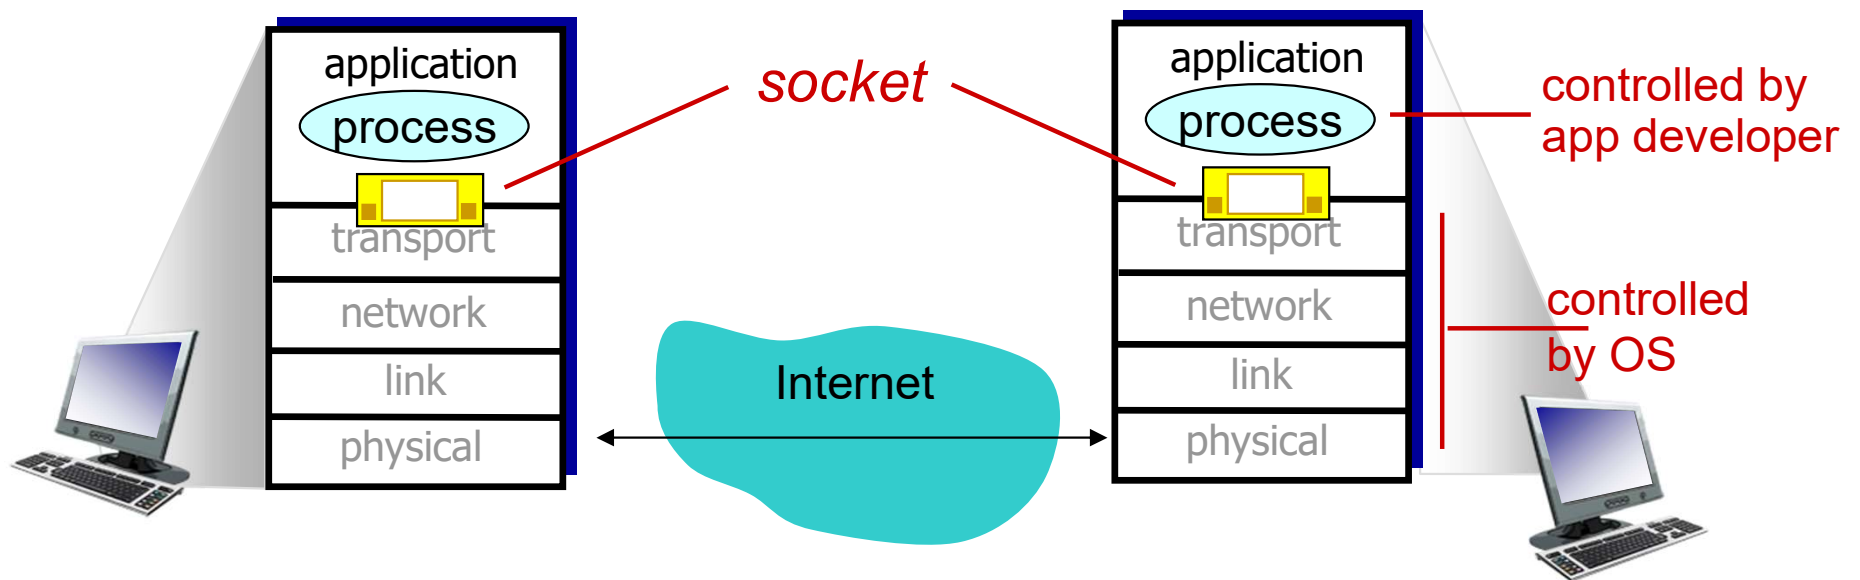 application
process
transport
network
link
physical
socket
Internet
application
process
transport
network
link
physical
controlled by
app developer
controlled
by OS